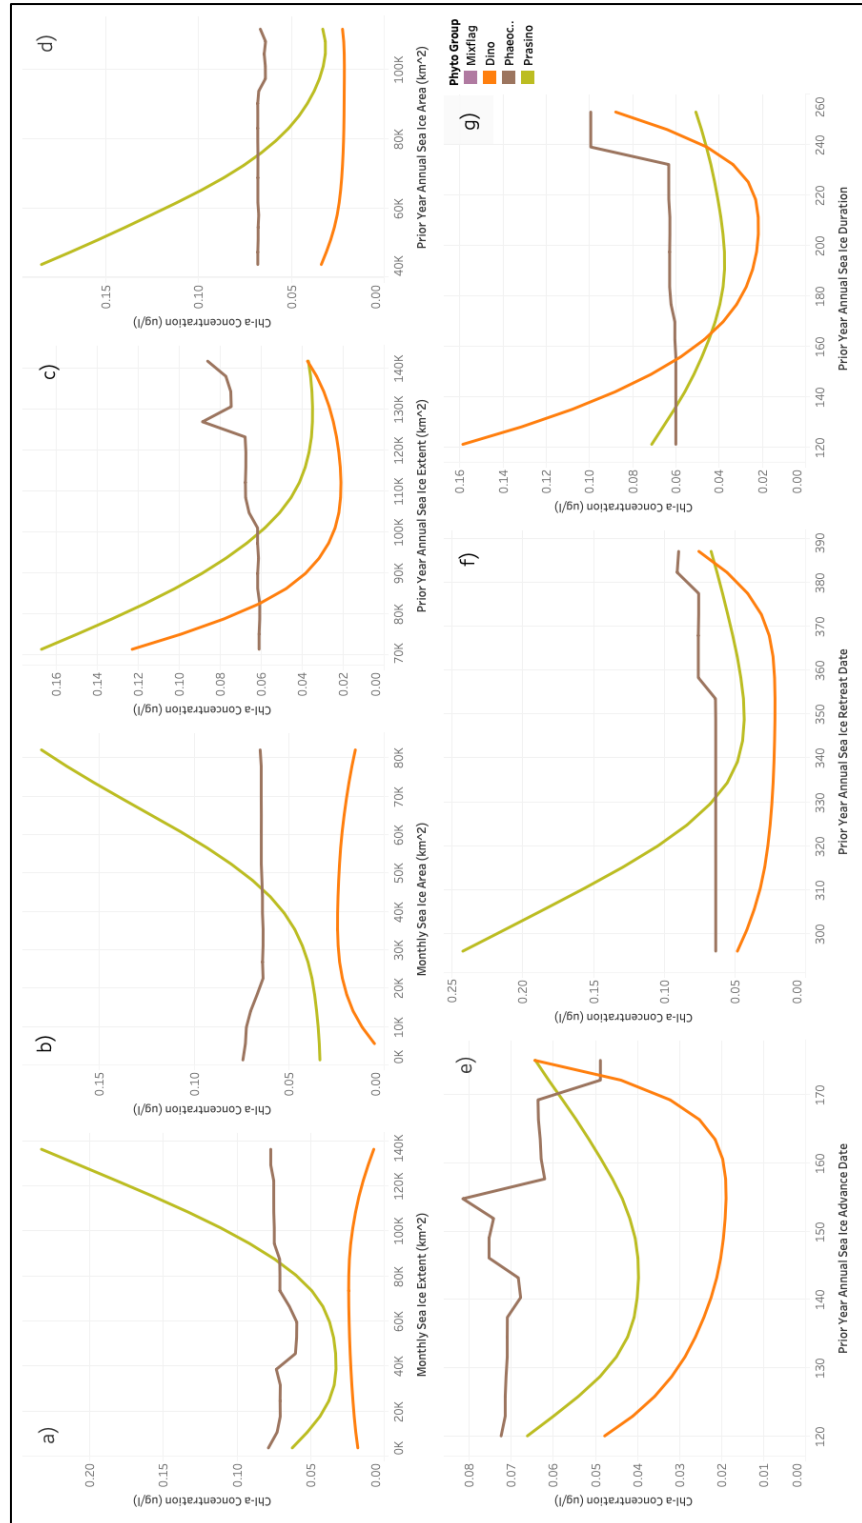 a)
Chl-a Concentration (ug/l)
0.20
0.15
0.10
0.05
0.00
0K 20K 40K 60K 80K 100K 120K 140K
Monthly Sea Ice Extent (km^2)
b)
Chl-a Concentration (ug/l)
0.15
0.10
0.05
0.00
0K 10K 20K 30K 40K 50K 60K 70K 80K
Monthly Sea Ice Area (km^2)
c)
Chl-a Concentration (ug/l)
0.16
0.14
0.12
0.10
0.08
0.06
0.04
0.02
0.00
70K 80K 90K 100K 110K 120K 130K 140K
Prior Year Annual Sea Ice Extent (km^2)
d)
Chl-a Concentration (ug/l)
0.15
0.10
0.05
0.00
40K 60K 80K 100K
Prior Year Annual Sea Ice Area (km^2)
e)
Chl-a Concentration (ug/l)
0.08
0.07
0.06
0.05
0.04
0.03
0.02
0.01
0.00
120 130 140 150 160 170
Prior Year Annual Sea Ice Advance Date
f)
Chl-a Concentration (ug/l)
0.25
0.20
0.15
0.10
0.05
0.00
300 310 320 330 340 350 360 370 380 390
Prior Year Annual Sea Ice Retreat Date
g)
Chl-a Concentration (ug/l)
0.16
0.14
0.12
0.10
0.08
0.06
0.04
0.02
0.00
120 140 160 180 200 220 240 260
Prior Year Annual Sea Ice Duration
Phyto Group
Mixflag
Dino
Phaeoc..
Prasino